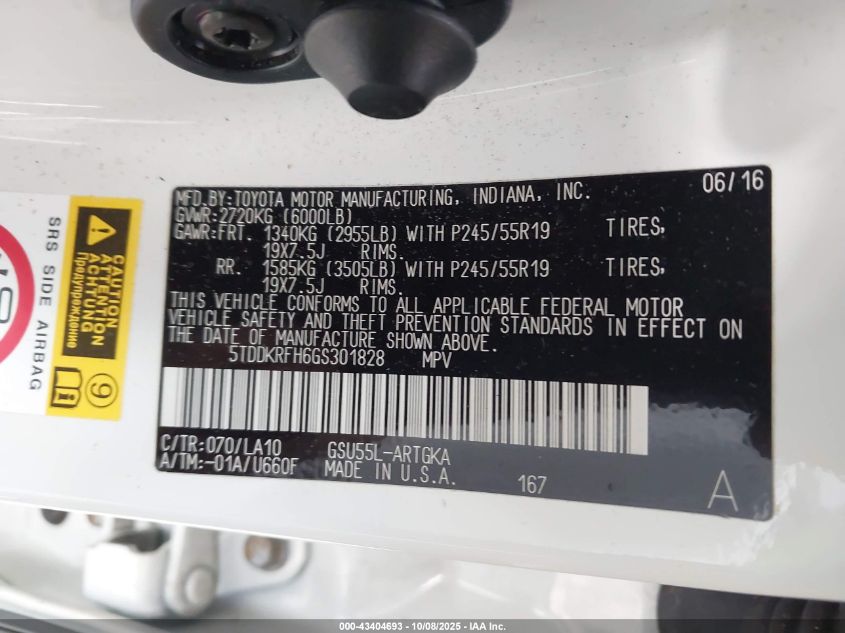 MFD.BY:TOYOTA MOTOR MANUFACTURING, INDIANA, INC. 06/16
GVWR:2720KG (6000LB)
GAWR:FRT. 1340KG (2955LB) WITH P245/55R19 TIRES,
19X7.5J RIMS.
RR. 1585KG (3505LB) WITH P245/55R19 TIRES,
19X7.5J RIMS.
THIS VEHICLE CONFORMS TO ALL APPLICABLE FEDERAL MOTOR
VEHICLE SAFETY AND THEFT PREVENTION STANDARDS IN EFFECT ON
THE DATE OF MANUFACTURE SHOWN ABOVE.
5TDDKRFH6GS301828 MPV
C/TR:070/LA10 GSU55L-ARTGKA
A/TM:-01A/U660F MADE IN U.S.A. 167 A
SRS SIDE AIRBAG
CAUTION
ATTENTION
ACHTUNG
Предупреждение
9
i
000-43404693 - 10/08/2025 - IAA Inc.